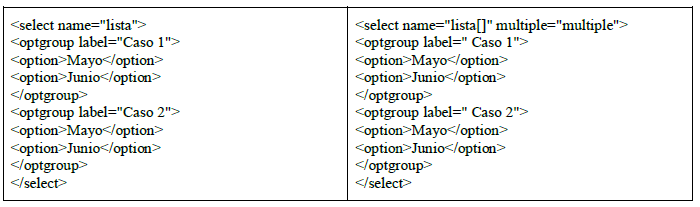 <select name="lista">
<optgroup label="Caso 1">
<option>Mayo</option>
<option>Junio</option>
</optgroup>
<optgroup label="Caso 2">
<option>Mayo</option>
<option>Junio</option>
</optgroup>
</select>
<select name="lista[]" multiple="multiple">
<optgroup label=" Caso 1">
<option>Mayo</option>
<option>Junio</option>
</optgroup>
<optgroup label=" Caso 2">
<option>Mayo</option>
<option>Junio</option>
</optgroup>
</select>